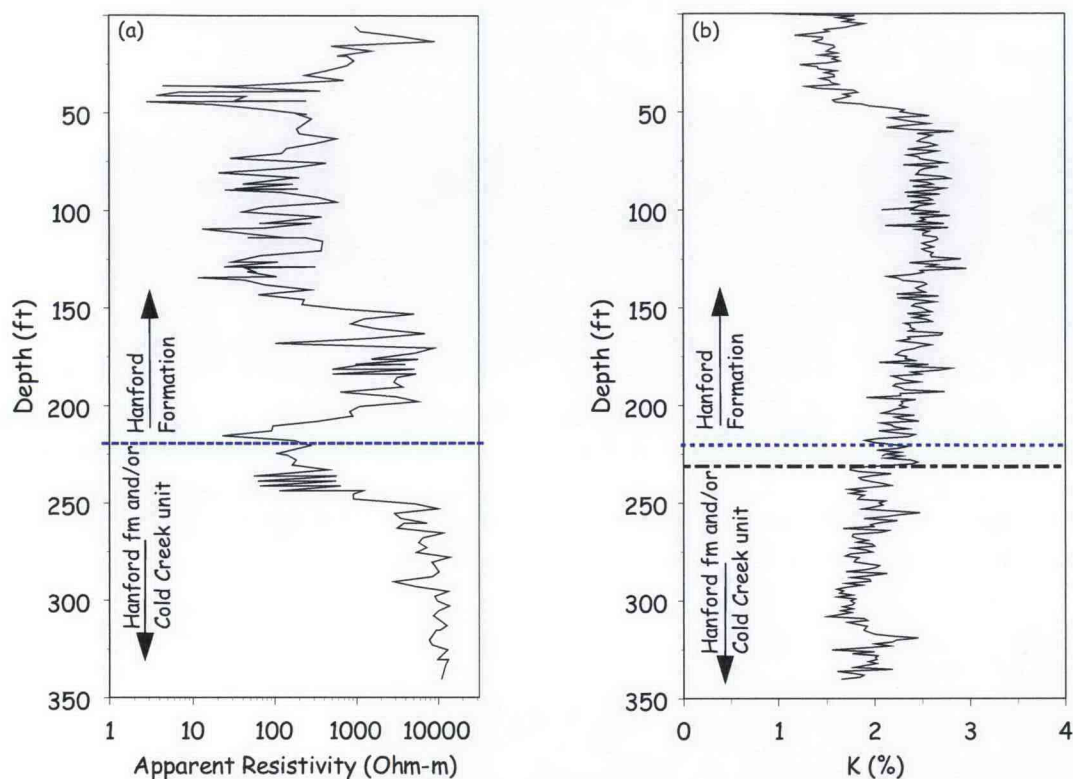 (a)
50
100
150
200
250
300
350
Depth (ft)
Hanford
Formation
Hanford fm and/or
Cold Creek unit
1
10
100
1000
10000
Apparent Resistivity (Ohm-m)
(b)
50
100
150
200
250
300
350
Depth (ft)
Hanford
Formation
Hanford fm and/or
Cold Creek unit
0
1
2
3
4
K (%)